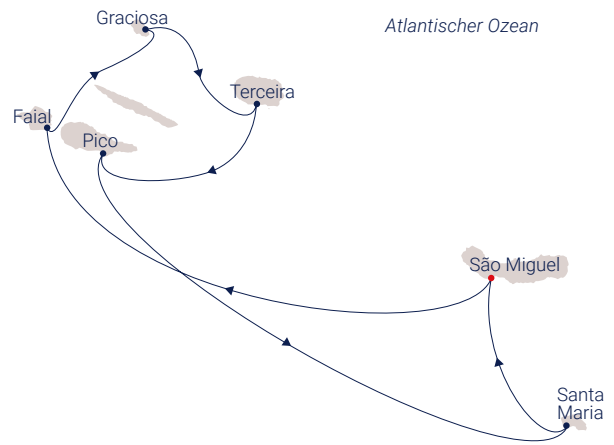 Graciosa
Atlantischer Ozean
Terceira
Faial
Pico
São Miguel
Santa
Maria